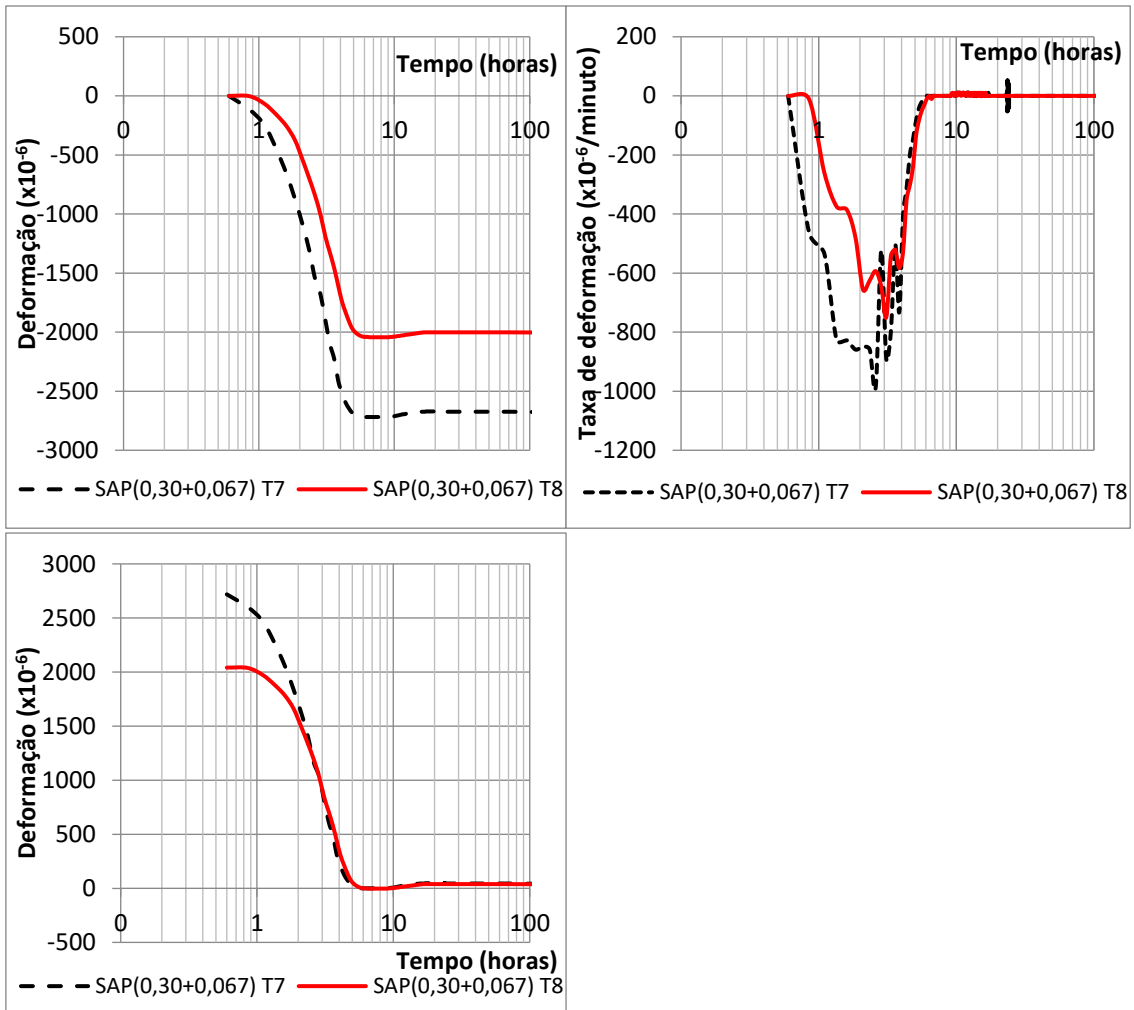 500
0
-500
-1000
-1500
-2000
-2500
-3000
Deformação (x10⁻⁶)
Tempo (horas)
0 1 10 100
SAP(0,30+0,067) T7 SAP(0,30+0,067) T8
200
0
-200
-400
-600
-800
-1000
-1200
Taxa de deformação (x10⁻⁶/minuto)
Tempo (horas)
0 1 10 100
SAP(0,30+0,067) T7 SAP(0,30+0,067) T8
3000
2500
2000
1500
1000
500
0
-500
Deformação (x10⁻⁶)
0 1 10 100
Tempo (horas)
SAP(0,30+0,067) T7 SAP(0,30+0,067) T8